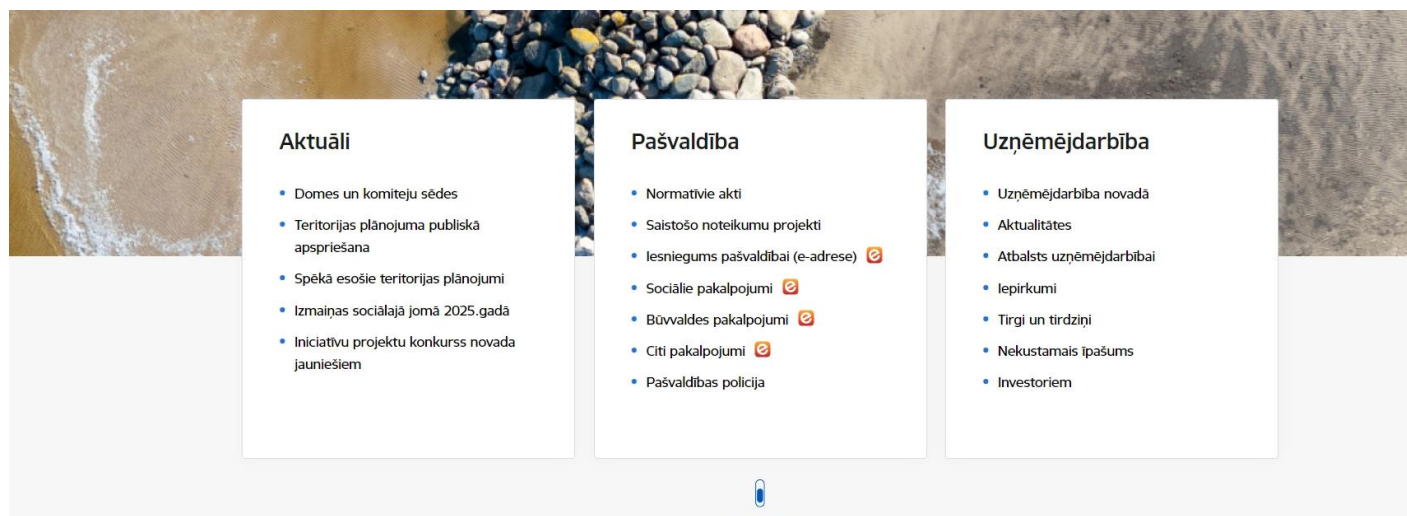 Aktuāli
Domes un komiteju sēdes
Teritorijas plānojuma publiskā
apspriešana
Spēkā esošie teritorijas plānojumi
Izmaiņas sociālajā jomā 2025.gadā
Iniciatīvu projektu konkurss novada
jauniešiem
Pašvaldība
Normatīvie akti
Saistošo noteikumu projekti
Iesniegums pašvaldībai (e-adrese)
Sociālie pakalpojumi
Būvvaldes pakalpojumi
Citi pakalpojumi
Pašvaldības policija
Uzņēmējdarbība
Uzņēmējdarbība novadā
Aktualitātes
Atbalsts uzņēmējdarbībai
Iepirkumi
Tirgi un tirdziņi
Nekustamais īpašums
Investoriem